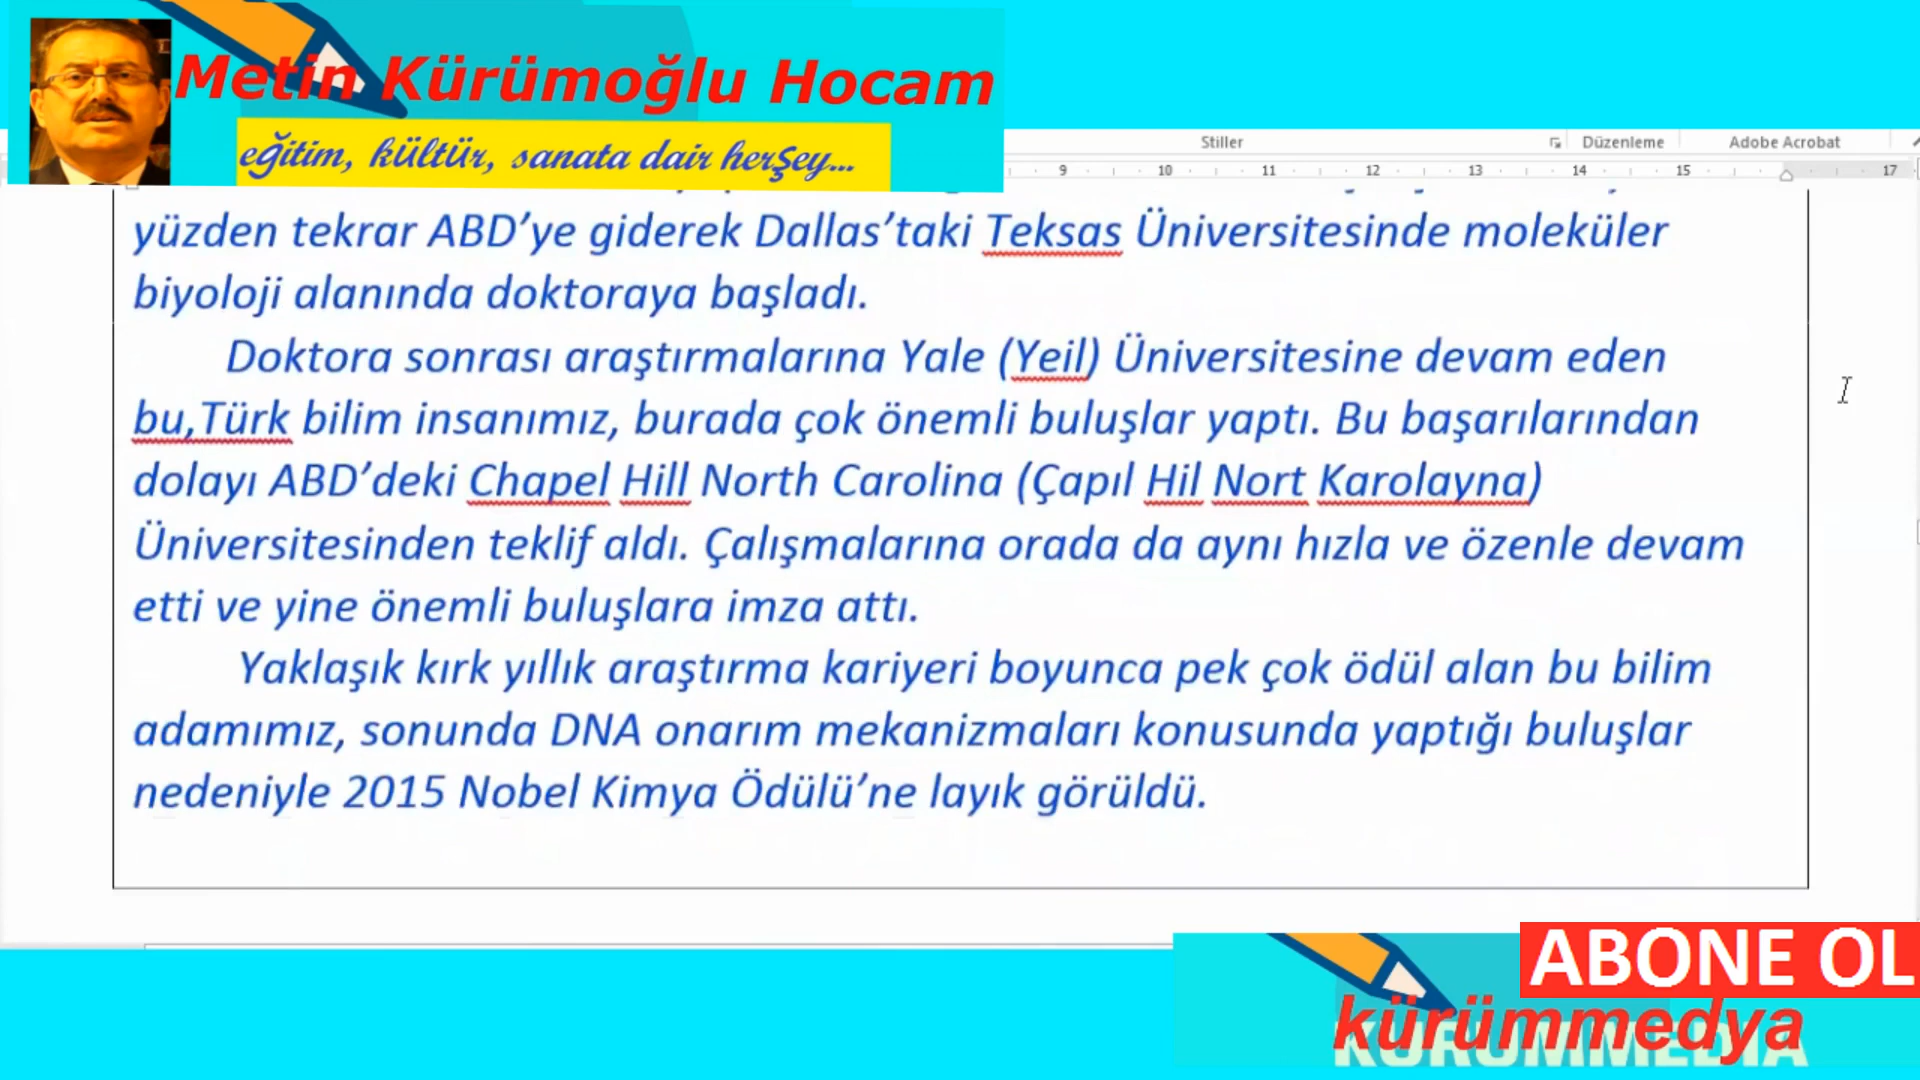 Metin Kürümoğlu Hocam
eğitim, kültür, sanata dair herşey...
Stiller
Düzenleme
Adobe Acrobat
9 10 11 12 13 14 15 17
yüzden tekrar ABD’ye giderek Dallas’taki Teksas Üniversitesinde moleküler
biyoloji alanında doktoraya başladı.
Doktora sonrası araştırmalarına Yale (Yeil) Üniversitesine devam eden
bu,Türk bilim insanımız, burada çok önemli buluşlar yaptı. Bu başarılarından
dolayı ABD’deki Chapel Hill North Carolina (Çapıl Hil Nort Karolayna)
Üniversitesinden teklif aldı. Çalışmalarına orada da aynı hızla ve özenle devam
etti ve yine önemli buluşlara imza attı.
Yaklaşık kırk yıllık araştırma kariyeri boyunca pek çok ödül alan bu bilim
adamımız, sonunda DNA onarım mekanizmaları konusunda yaptığı buluşlar
nedeniyle 2015 Nobel Kimya Ödülü’ne layık görüldü.
ABONE OL
kürümmedya
KÜRÜMMEDIA